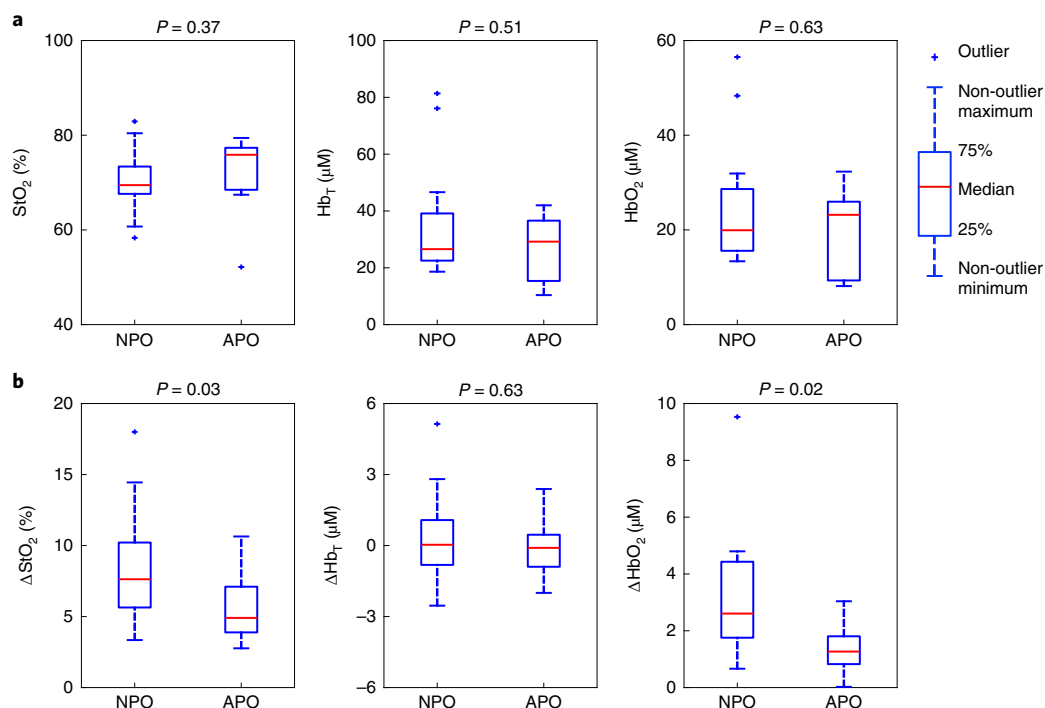 a
P = 0.37
P = 0.51
P = 0.63
StO₂ (%)
100
80
60
40
NPO
APO
Hb_T (μM)
100
80
60
40
20
0
NPO
APO
HbO₂ (μM)
60
40
20
0
NPO
APO
Outlier
Non-outlier
maximum
75%
Median
25%
Non-outlier
minimum
b
P = 0.03
P = 0.63
P = 0.02
ΔStO₂ (%)
20
15
10
5
0
NPO
APO
ΔHb_T (μM)
6
3
0
−3
−6
NPO
APO
ΔHbO₂ (μM)
10
8
6
4
2
0
NPO
APO